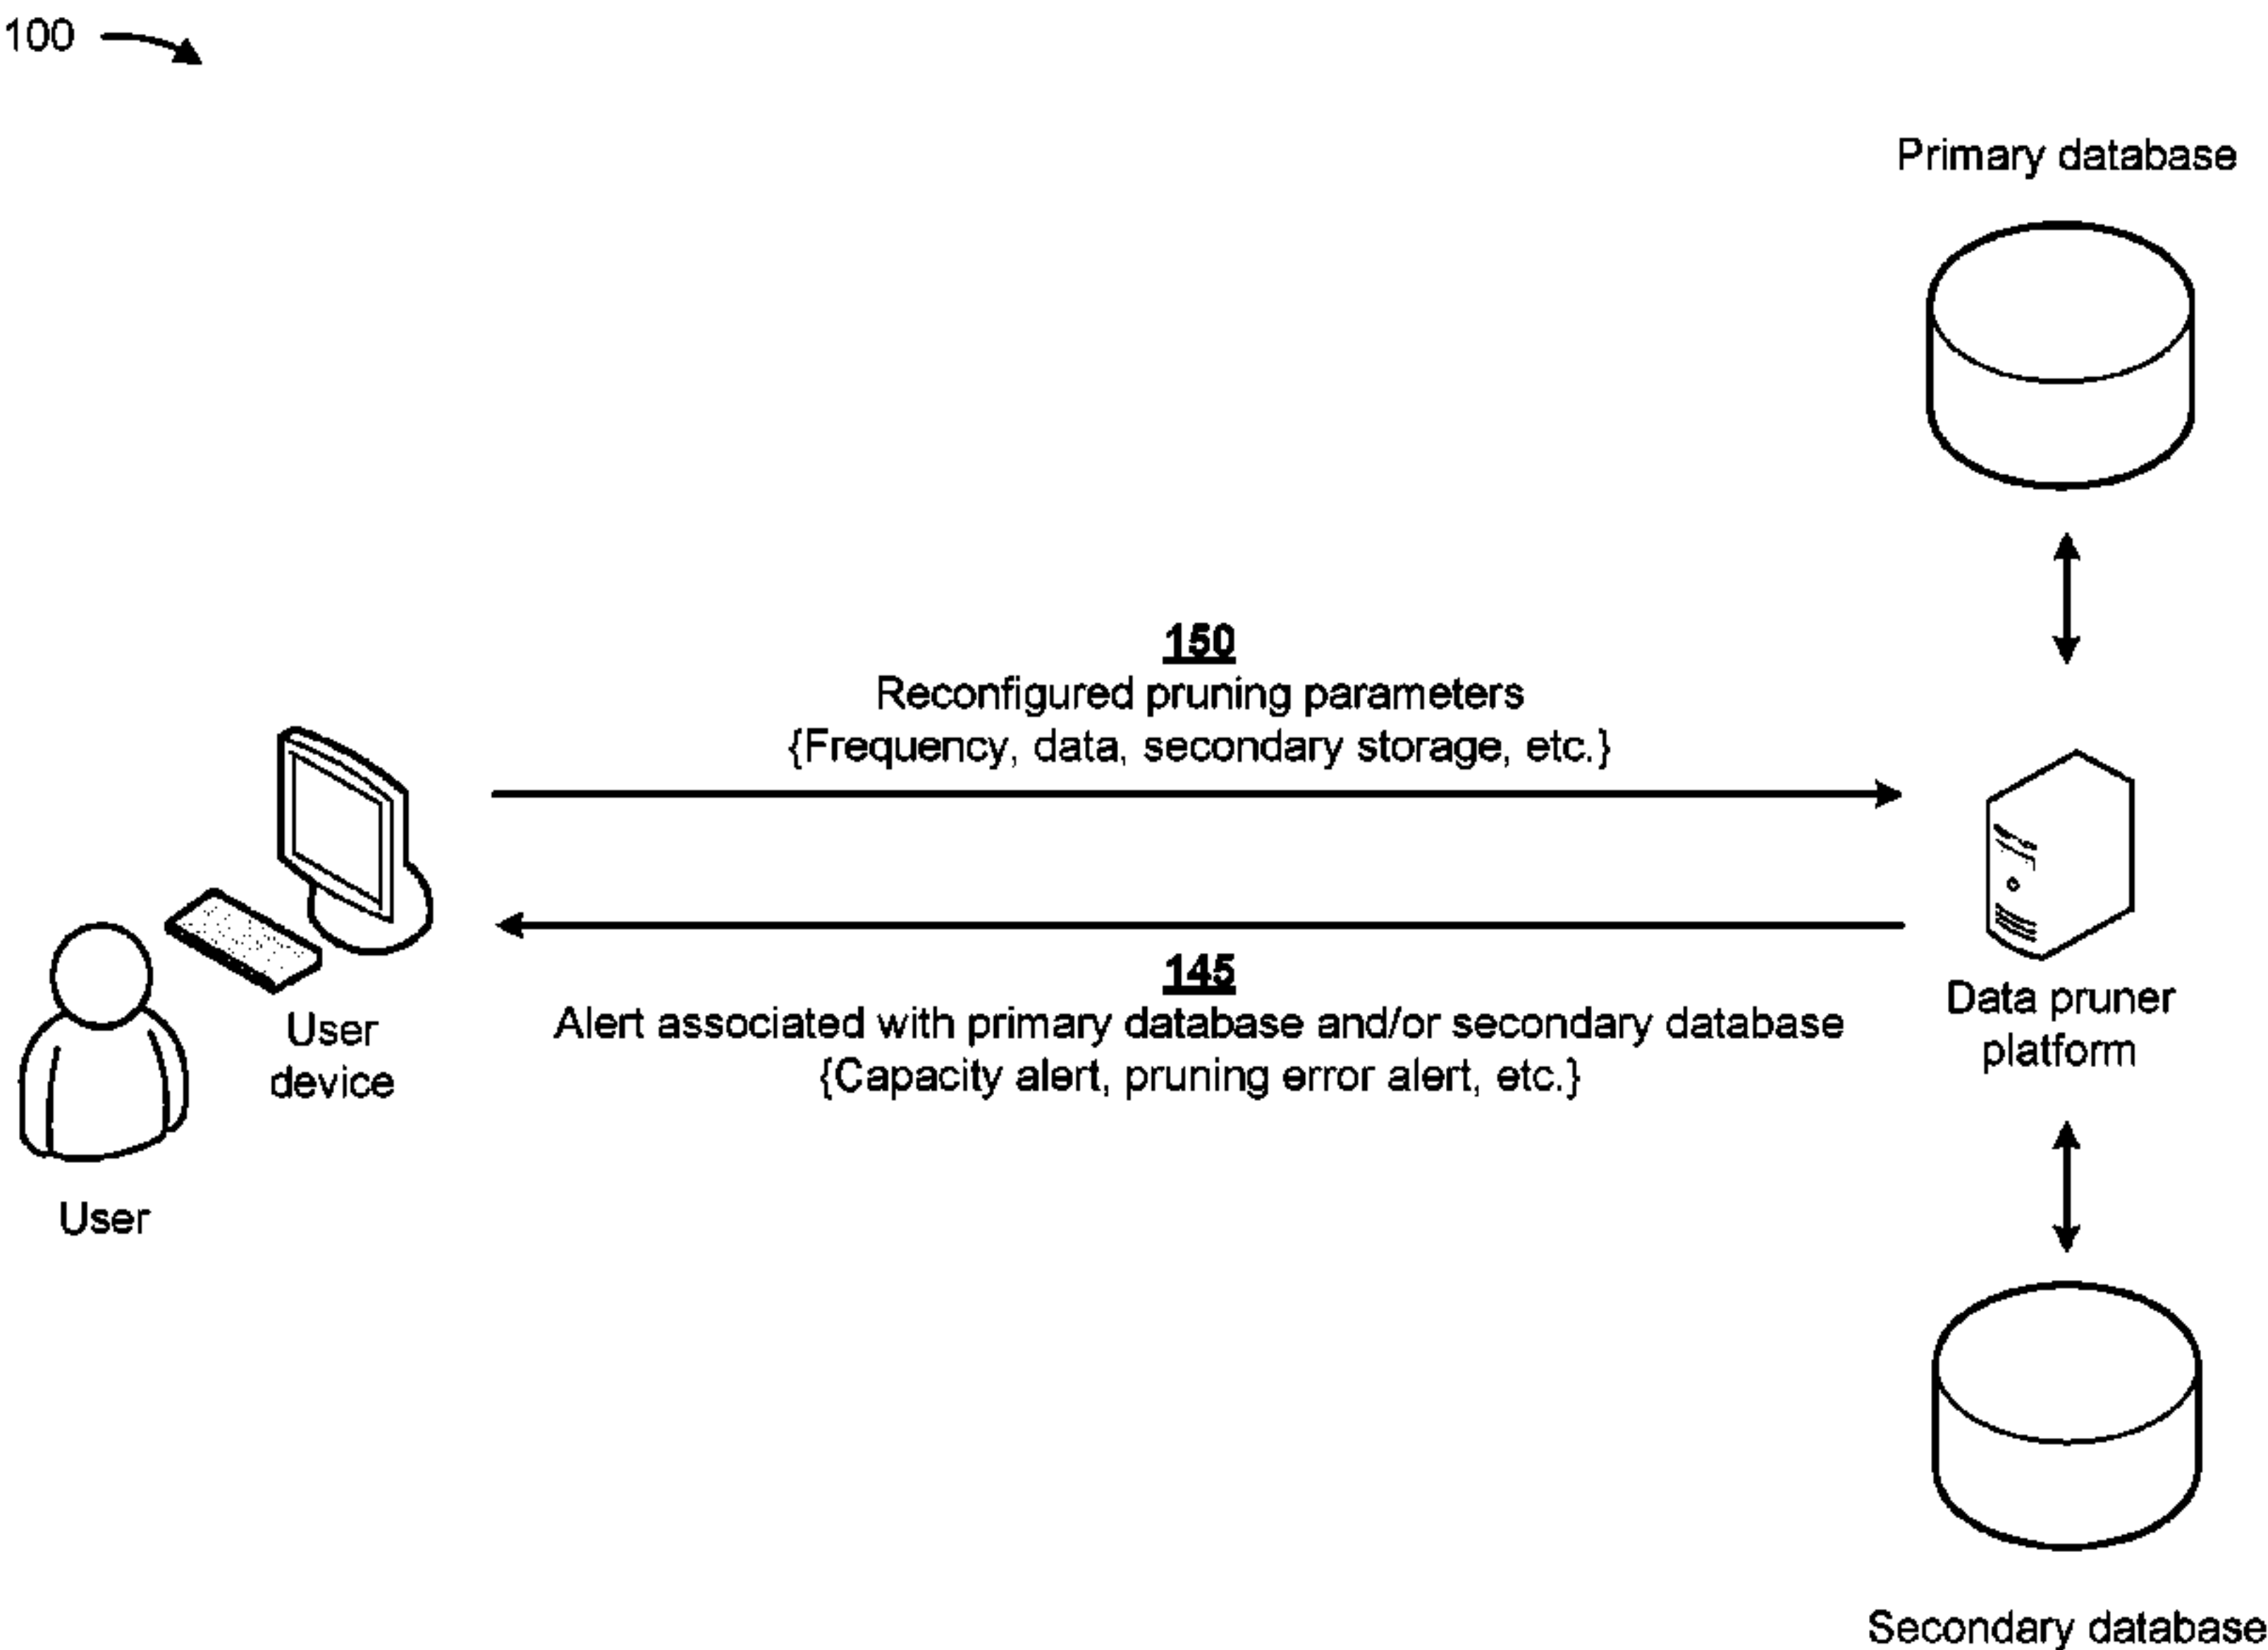 100
Primary database
150
Reconfigured pruning parameters
{Frequency, data, secondary storage, etc.}
145
Alert associated with primary database and/or secondary database
{Capacity alert, pruning error alert, etc.}
User
device
User
Data pruner
platform
Secondary database